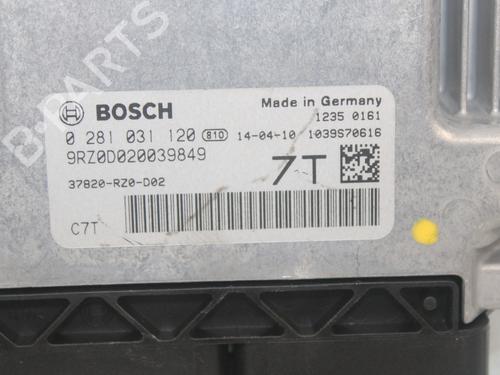 B-PARTS
BOSCH
Made in Germany
1235 0161
0 281 031 120 810 14-04-10 1039S70616
9RZ0D020039849
7T
37820-RZ0-D02
C7T